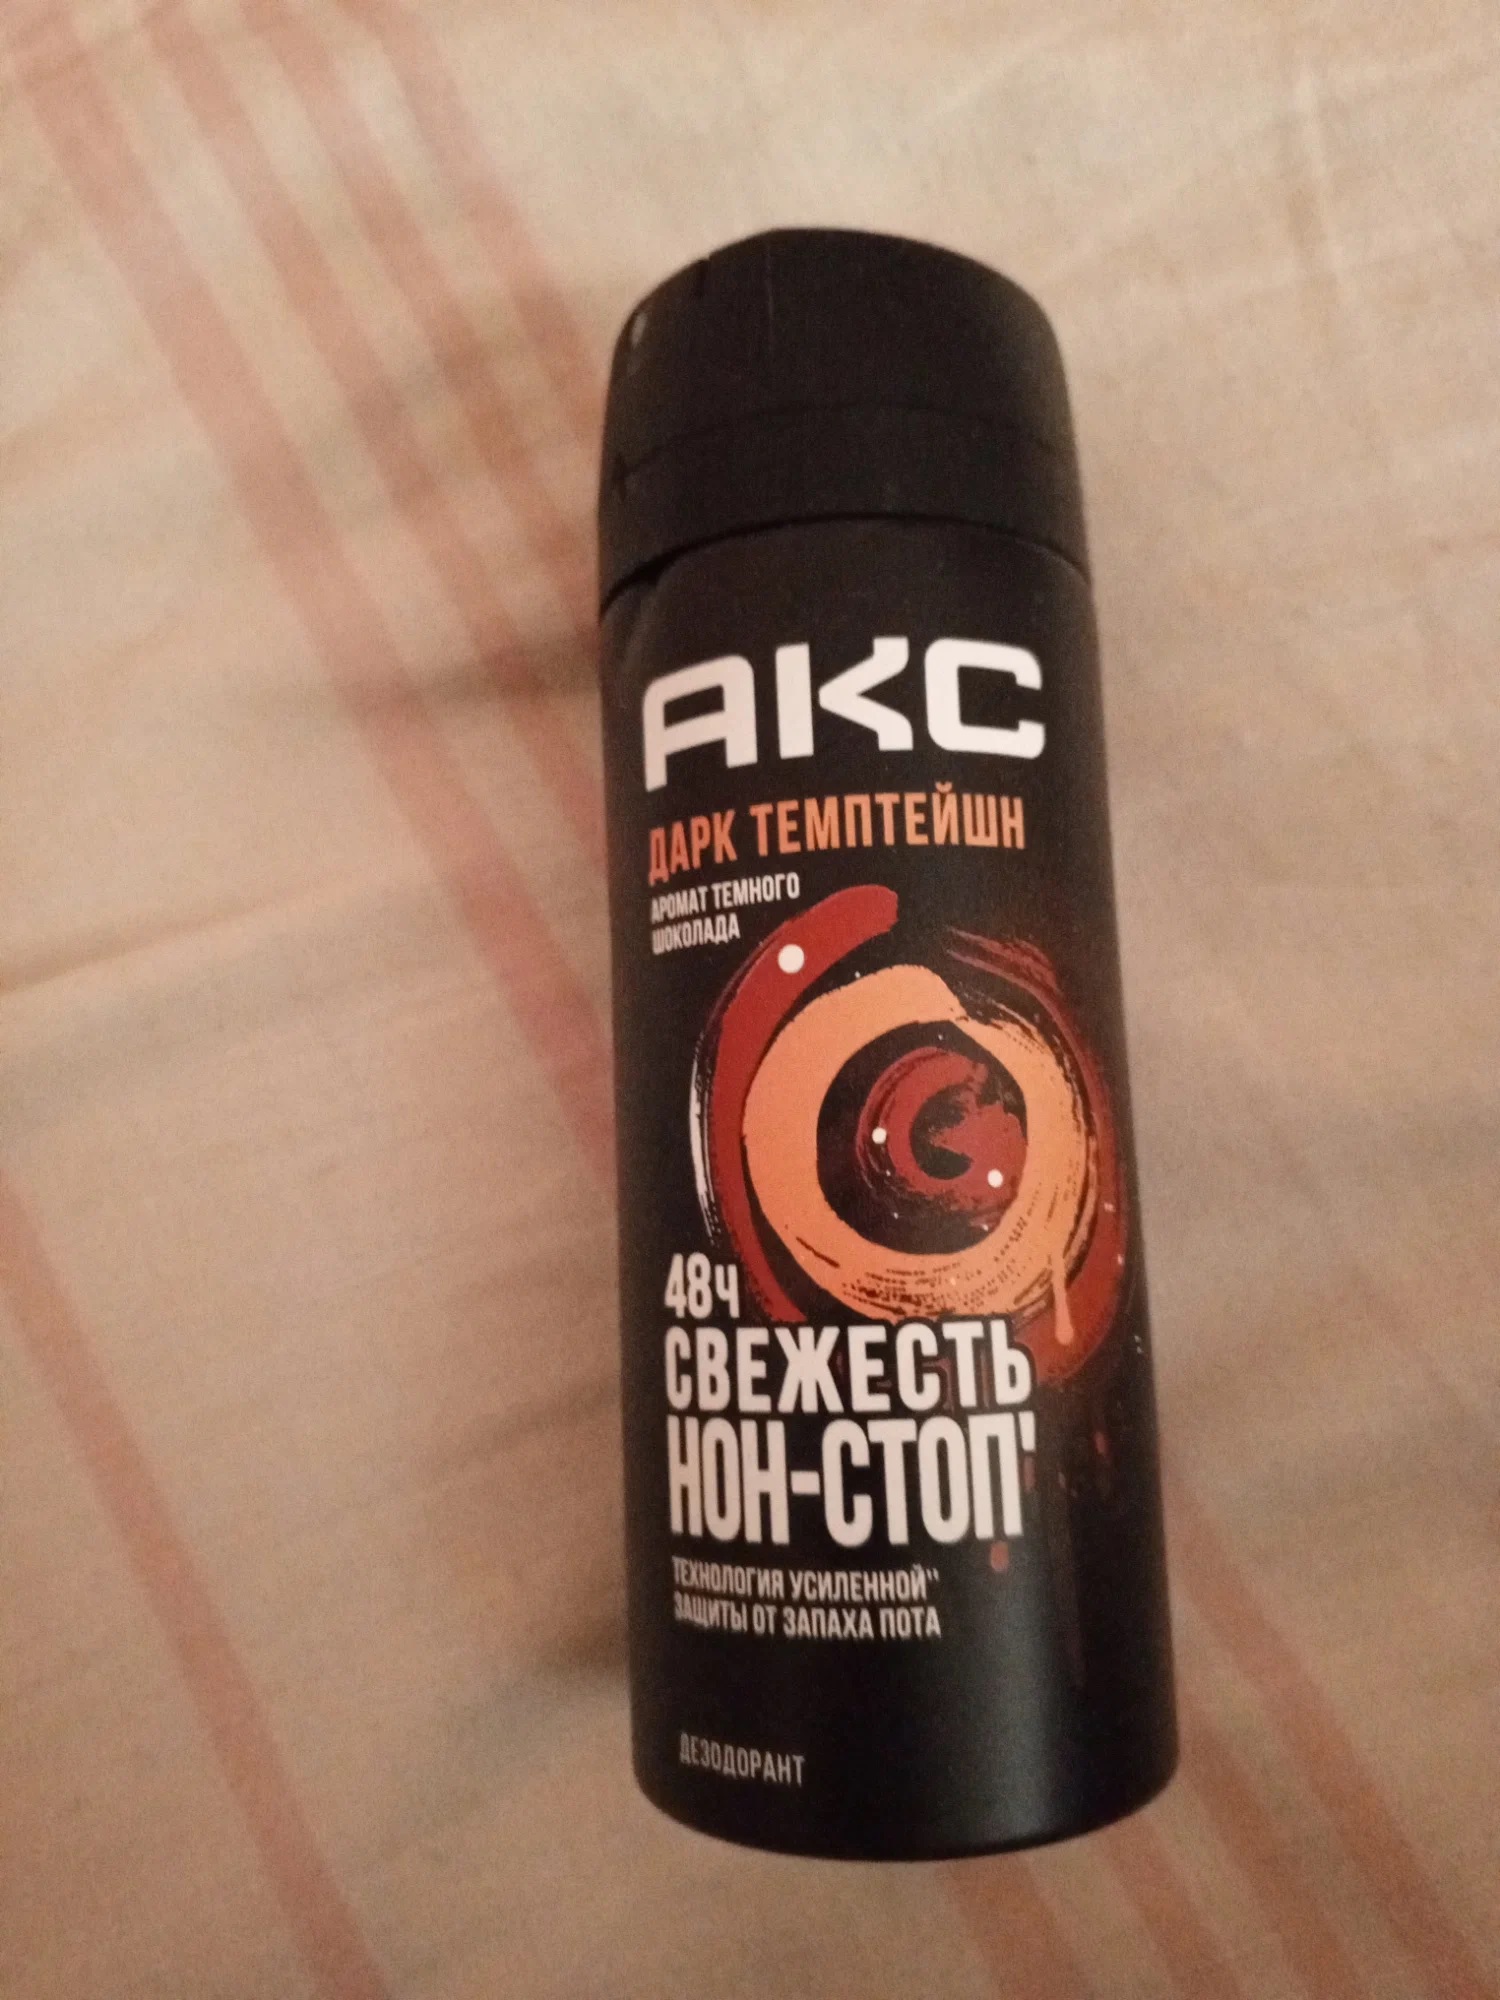 АКС
ДАРК ТЕМПТЕЙШН
АРОМАТ ТЕМНОГО
ШОКОЛАДА
48Ч
СВЕЖЕСТЬ
НОН-СТОП'
ТЕХНОЛОГИЯ УСИЛЕННОЙ"
ЗАЩИТЫ ОТ ЗАПАХА ПОТА
ДЕЗОДОРАНТ